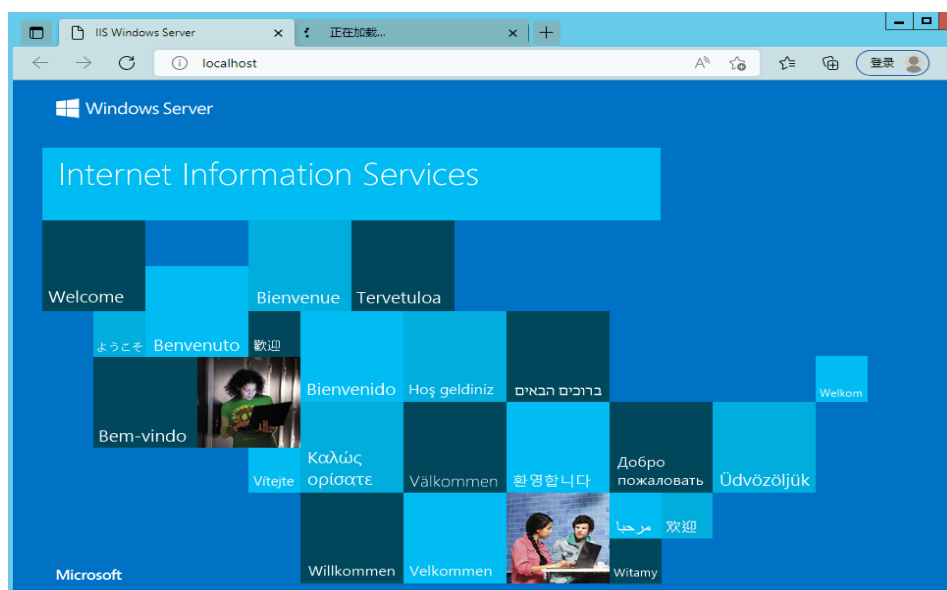 IIS Windows Server
正在加载...
localhost
登录
Windows Server
Internet Information Services
Welcome
Bienvenue
Tervetuloa
ようこそ
Benvenuto
歡迎
Bienvenido
Hoş geldiniz
ברוכים הבאים
Welkom
Bem-vindo
Vítejte
Καλώς
ορίσατε
Välkommen
환영합니다
Добро
пожаловать
Üdvözöljük
مرحبا
欢迎
Willkommen
Velkommen
Witamy
Microsoft